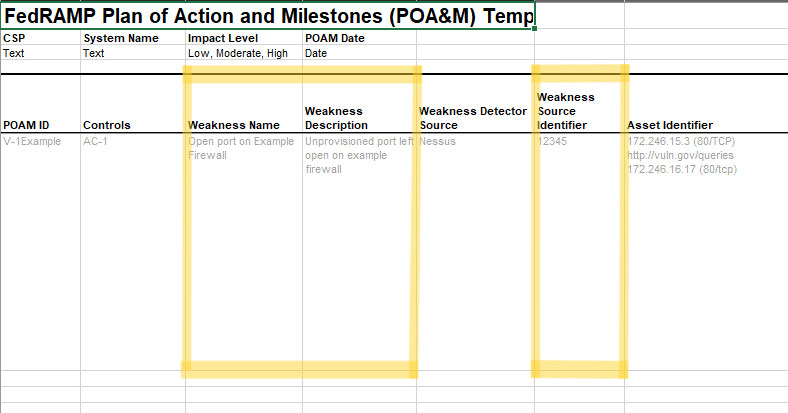 FedRAMP Plan of Action and Milestones (POA&M) Temp
CSP System Name Impact Level POAM Date
Text Text Low, Moderate, High Date
Weakness
Weakness Weakness Detector Source
POAM ID Controls Weakness Name Description Source Identifier Asset Identifier
V-1Example AC-1 Open port on Example Unprovisioned port left Nessus 12345 172.246.15.3 (80/TCP)
Firewall open on example http://vuln.gov/queries
firewall 172.246.16.17 (80/tcp)